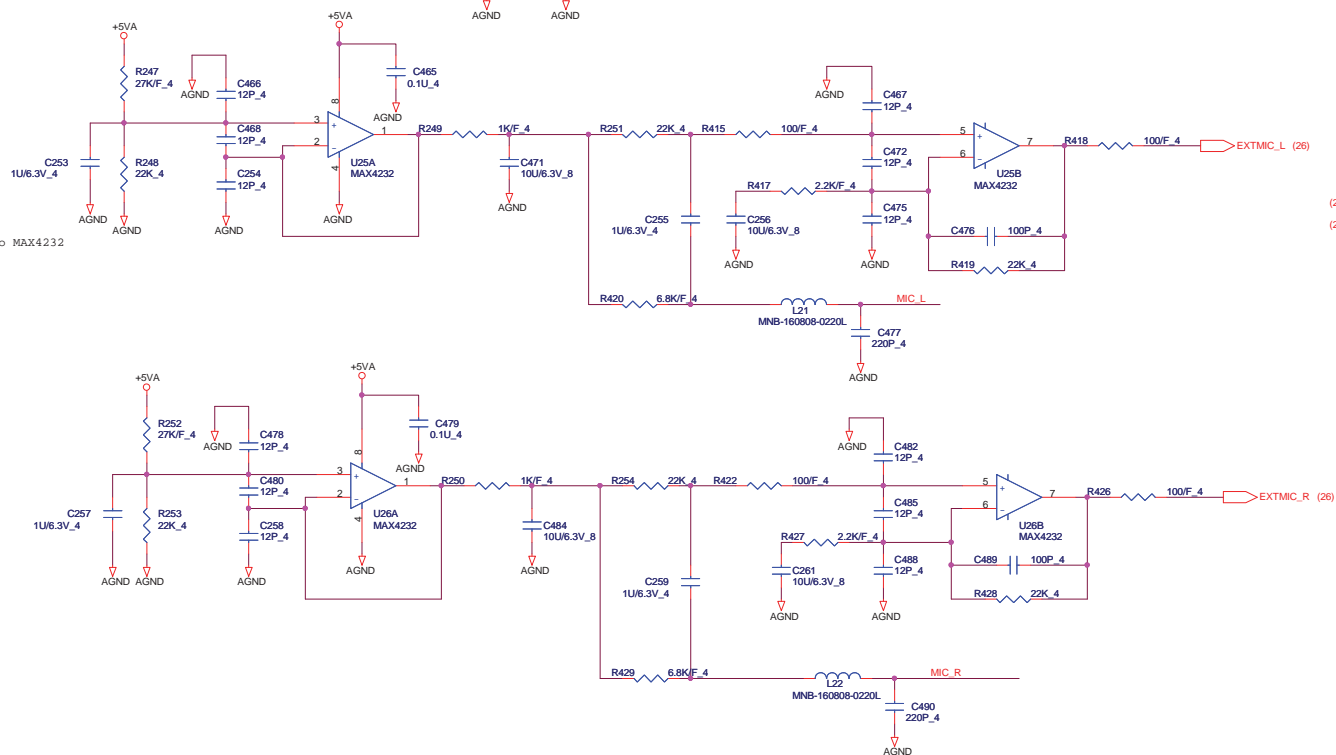 AGND AGND
+5VA
+5VA
R247
27K/F_4
C466
12P_4
AGND
C465
0.1U_4
AGND
C467
12P_4
AGND
C468
12P_4
3
2
8
1
4
+
-
U25A
MAX4232
R249
1K/F_4
R251
22K_4
R415
100/F_4
5
6
7
+
-
U25B
MAX4232
R418
100/F_4
EXTMIC_L (26)
C253
1U/6.3V_4
R248
22K_4
C254
12P_4
C471
10U/6.3V_8
C472
12P_4
R417
2.2K/F_4
AGND
AGND
AGND
AGND
AGND
C255
1U/6.3V_4
C256
10U/6.3V_8
C475
12P_4
C476
100P_4
AGND
AGND
R419
22K_4
(2
(2
o MAX4232
R420
6.8K/F_4
L21
MNB-160808-0220L
MIC_L
C477
220P_4
AGND
+5VA
+5VA
R252
27K/F_4
C478
12P_4
AGND
C479
0.1U_4
AGND
C482
12P_4
AGND
C480
12P_4
3
2
8
1
4
+
-
U26A
MAX4232
R250
1K/F_4
R254
22K_4
R422
100/F_4
5
6
7
+
-
U26B
MAX4232
R426
100/F_4
EXTMIC_R (26)
C257
1U/6.3V_4
R253
22K_4
C258
12P_4
C484
10U/6.3V_8
C485
12P_4
R427
2.2K/F_4
AGND
AGND
AGND
AGND
AGND
C259
1U/6.3V_4
C261
10U/6.3V_8
C488
12P_4
C489
100P_4
AGND
AGND
R428
22K_4
R429
6.8K/F_4
L22
MNB-160808-0220L
MIC_R
C490
220P_4
AGND